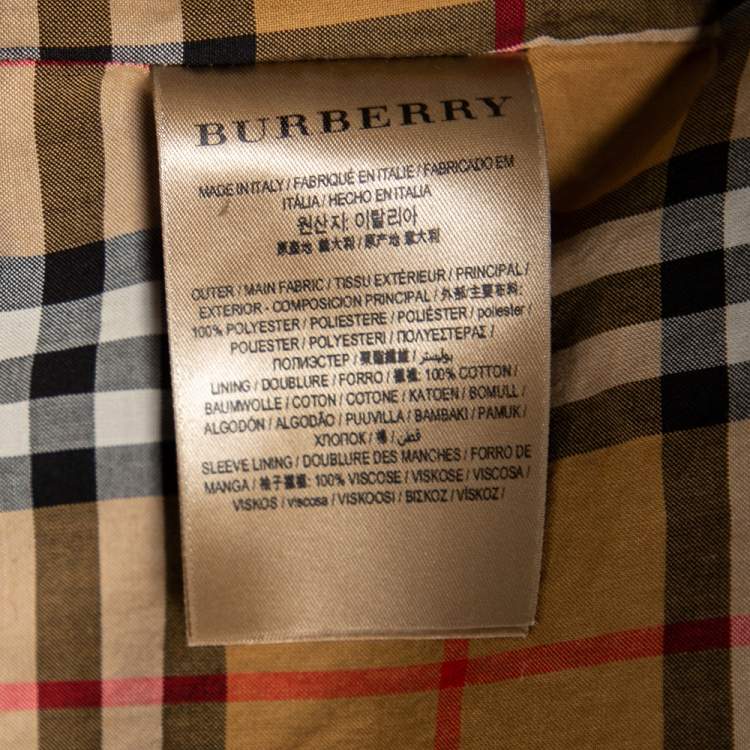 BURBERRY
MADE IN ITALY / FABRIQUÉ EN ITALIE / FABRICADO EM
ITÁLIA / HECHO EN ITALIA
원산지: 이탈리아
原産地 義大利 / 原产地 意大利
OUTER / MAIN FABRIC / TISSU EXTÉRIEUR / PRINCIPAL /
EXTERIOR - COMPOSICION PRINCIPAL / 外部/主要布料:
100% POLYESTER / POLIESTERE / POLIÉSTER / poliester /
POLUESTER / POLYESTERI / ΠΟΛΥΕΣΤΕΡΑΣ /
ПОЛИЭСТЕР / 聚酯纖維 / بوليستر /
LINING / DOUBLURE / FORRO / 襯裡: 100% COTTON /
BAUMWOLLE / COTON / COTONE / KATOEN / BOMULL /
ALGODÓN / ALGODÃO / PUUVILLA / BAMBAKI / PAMUK /
ХЛОПОК / 棉 / قطن /
SLEEVE LINING / DOUBLURE DES MANCHES / FORRO DE
MANGA / 袖子襯裡: 100% VISCOSE / VISKOSE / VISCOSA /
VISKOS / viscosa / VISKOOSI / ΒΙΣΚΟΖ / VİSKOZ /